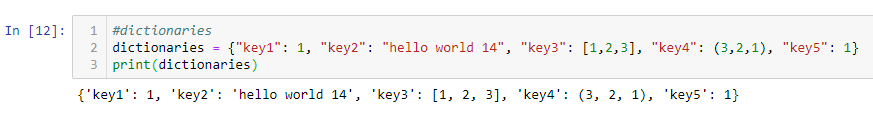 In [12]:
1 #dictionaries
2 dictionaries = {"key1": 1, "key2": "hello world 14", "key3": [1,2,3], "key4": (3,2,1), "key5": 1}
3 print(dictionaries)
{'key1': 1, 'key2': 'hello world 14', 'key3': [1, 2, 3], 'key4': (3, 2, 1), 'key5': 1}